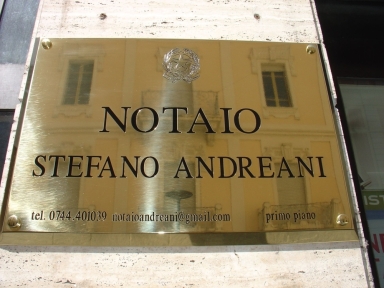 NOTAIO
STEFANO ANDREANI
tel. 0744.401039 notaioandreani@gmail.com primo piano